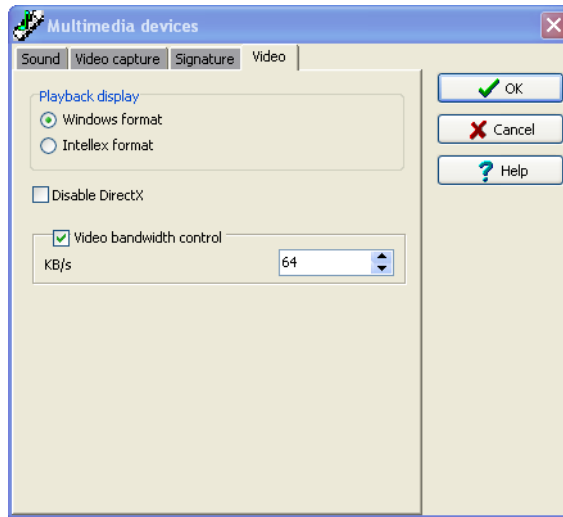 Multimedia devices
Sound Video capture Signature Video
Playback display
Windows format
Intellex format
Disable DirectX
Video bandwidth control
KB/s 64
OK
Cancel
Help